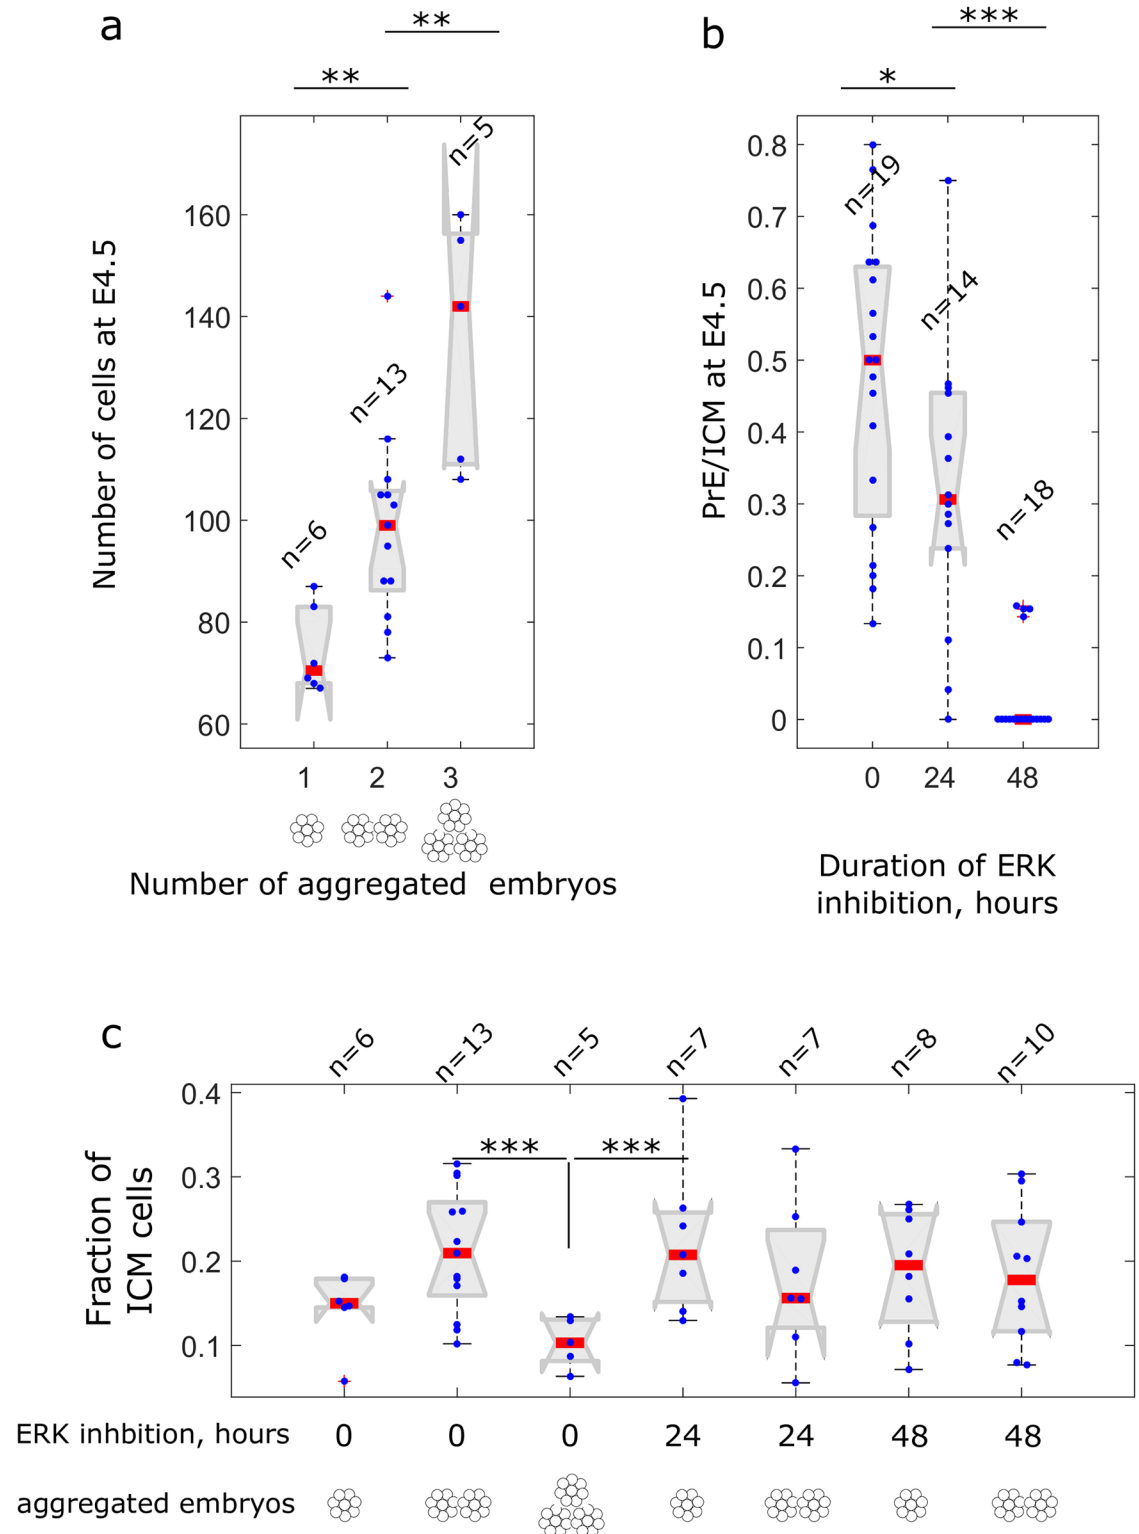 a
**
**
n=5
n=13
n=6
Number of cells at E4.5
160
140
120
100
80
60
1 2 3
Number of aggregated embryos
b
***
*
n=19
n=14
n=18
PrE/ICM at E4.5
0.8
0.7
0.6
0.5
0.4
0.3
0.2
0.1
0
0 24 48
Duration of ERK
inhibition, hours
c
n=6 n=13 n=5 n=7 n=7 n=8 n=10
*** ***
Fraction of
ICM cells
0.4
0.3
0.2
0.1
ERK inhbition, hours 0 0 0 24 24 48 48
aggregated embryos